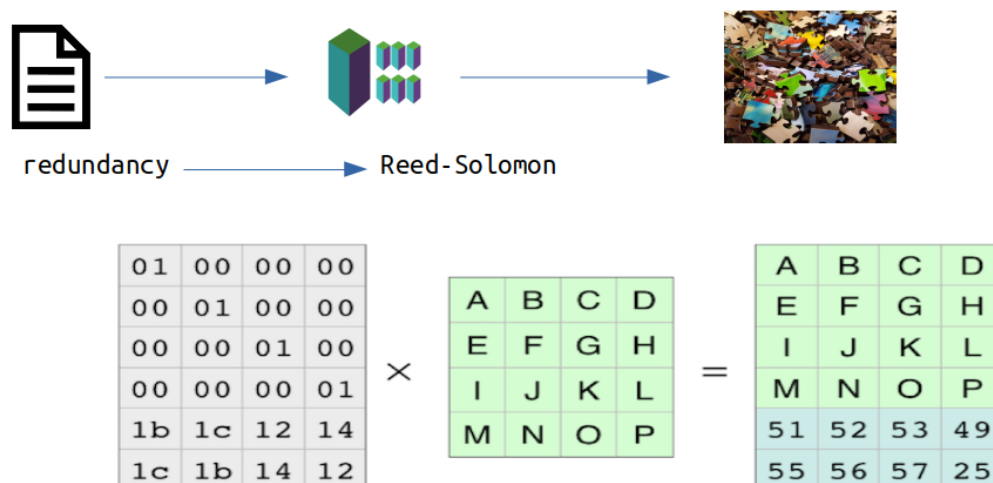 redundancy Reed-Solomon
01 00 00 00
00 01 00 00
00 00 01 00
00 00 00 01
1b 1c 12 14
1c 1b 14 12
×
A B C D
E F G H
I J K L
M N O P
=
A B C D
E F G H
I J K L
M N O P
51 52 53 49
55 56 57 25